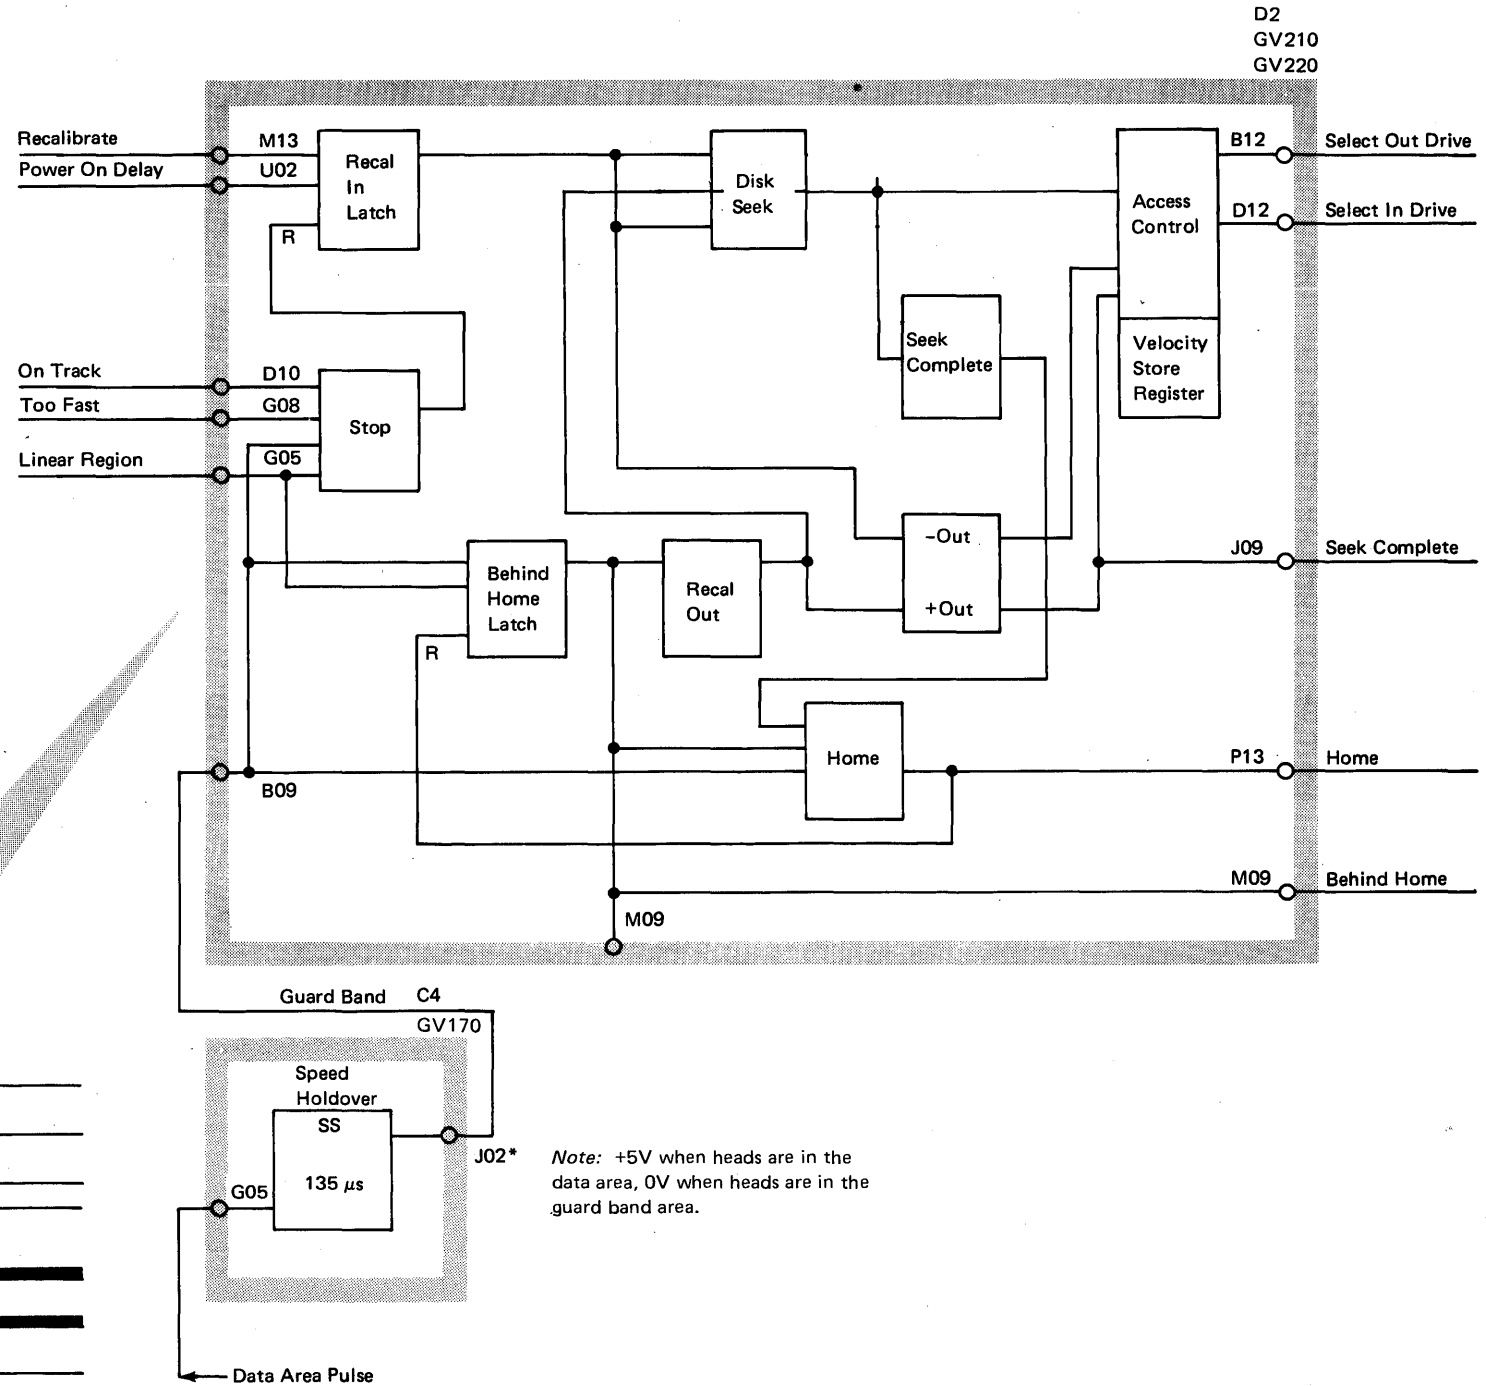 D2
GV210
GV220
Recalibrate
M13
Power On Delay
U02
Recal
In
Latch
R
Disk
Seek
Access
Control
B12
Select Out Drive
D12
Select In Drive
Seek
Complete
Velocity
Store
Register
On Track
D10
Too Fast
G08
Linear Region
G05
Stop
Behind
Home
Latch
R
Recal
Out
-Out
+Out
J09
Seek Complete
Home
P13
Home
B09
M09
Behind Home
M09
Guard Band
C4
GV170
Speed
Holdover
SS
135 μs
J02*
G05
Note: +5V when heads are in the
data area, 0V when heads are in the
guard band area.
Data Area Pulse